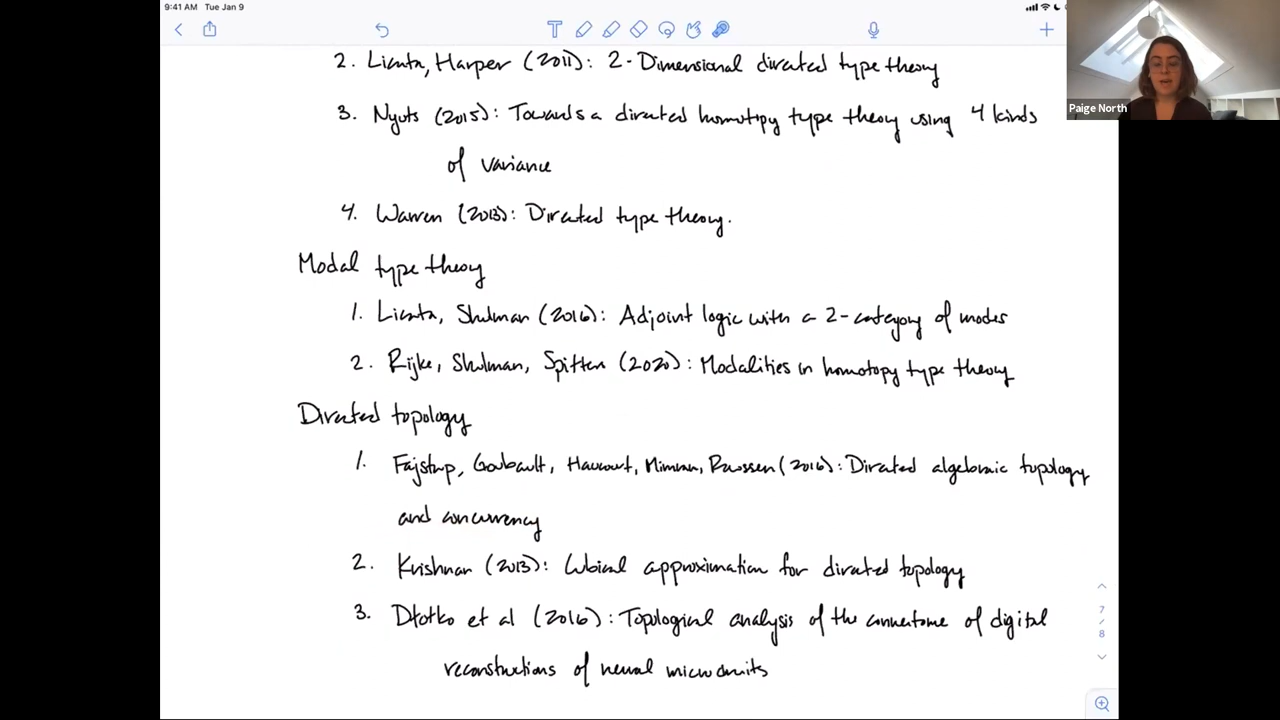 9:41 AM Tue Jan 9
Paige North
2. Licata, Harper (2011): 2-Dimensional directed type theory
3. Nyuts (2015): Towards a directed homotopy type theory using 4 kinds
of variance
4. Warren (2013): Directed type theory.
Modal type theory
1. Licata, Shulman (2016): Adjoint logic with a 2-category of modes
2. Rijke, Shulman, Spitters (2020): Modalities in homotopy type theory
Directed topology
1. Fajstrup, Goubault, Haucourt, Mimram, Raussen (2016): Directed algebraic topology
and concurrency
2. Krishnan (2013): Cubical approximation for directed topology
3. Dłotko et al (2016): Topological analysis of the connectome of digital
reconstructions of neural microcircuits
7
/
8